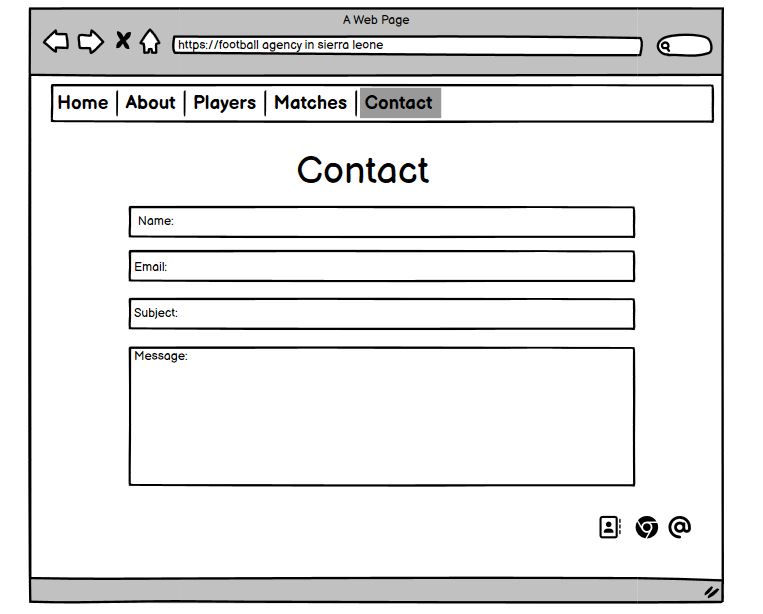 A Web Page
https://football agency in sierra leone
Home About Players Matches Contact
Contact
Name:
Email:
Subject:
Message: